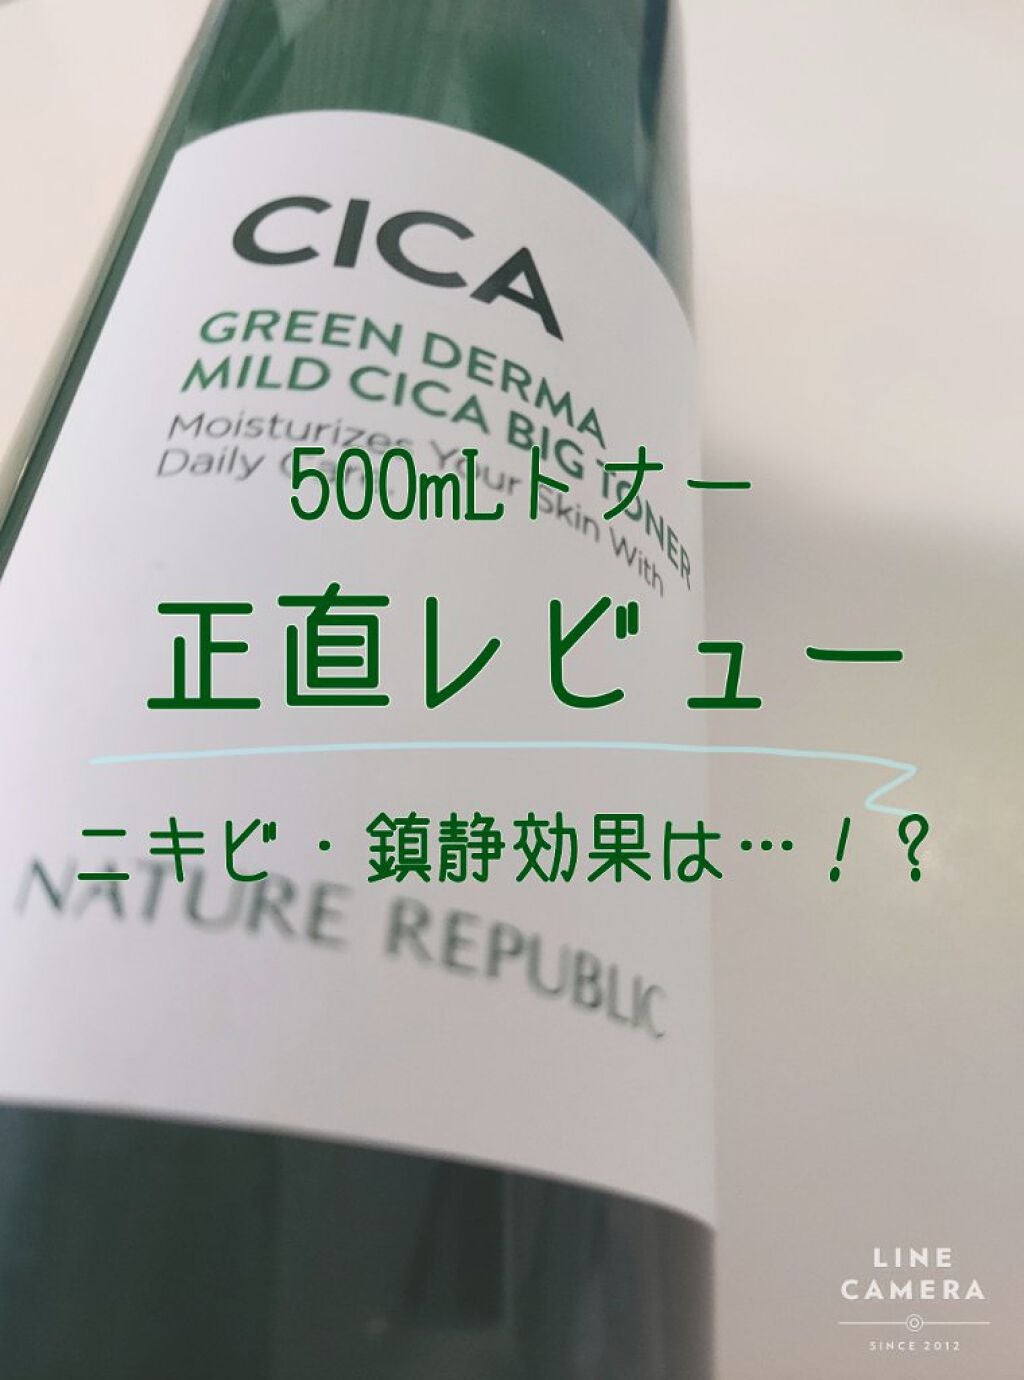 CICA
GREEN DERMA
MILD CICA BIG TONER
Moisturizes Your Skin With
Daily
500mLトナー
正直レビュー
ニキビ・鎮静効果は…！？
NATURE REPUBLIC
LINE
CAMERA
SINCE 2012